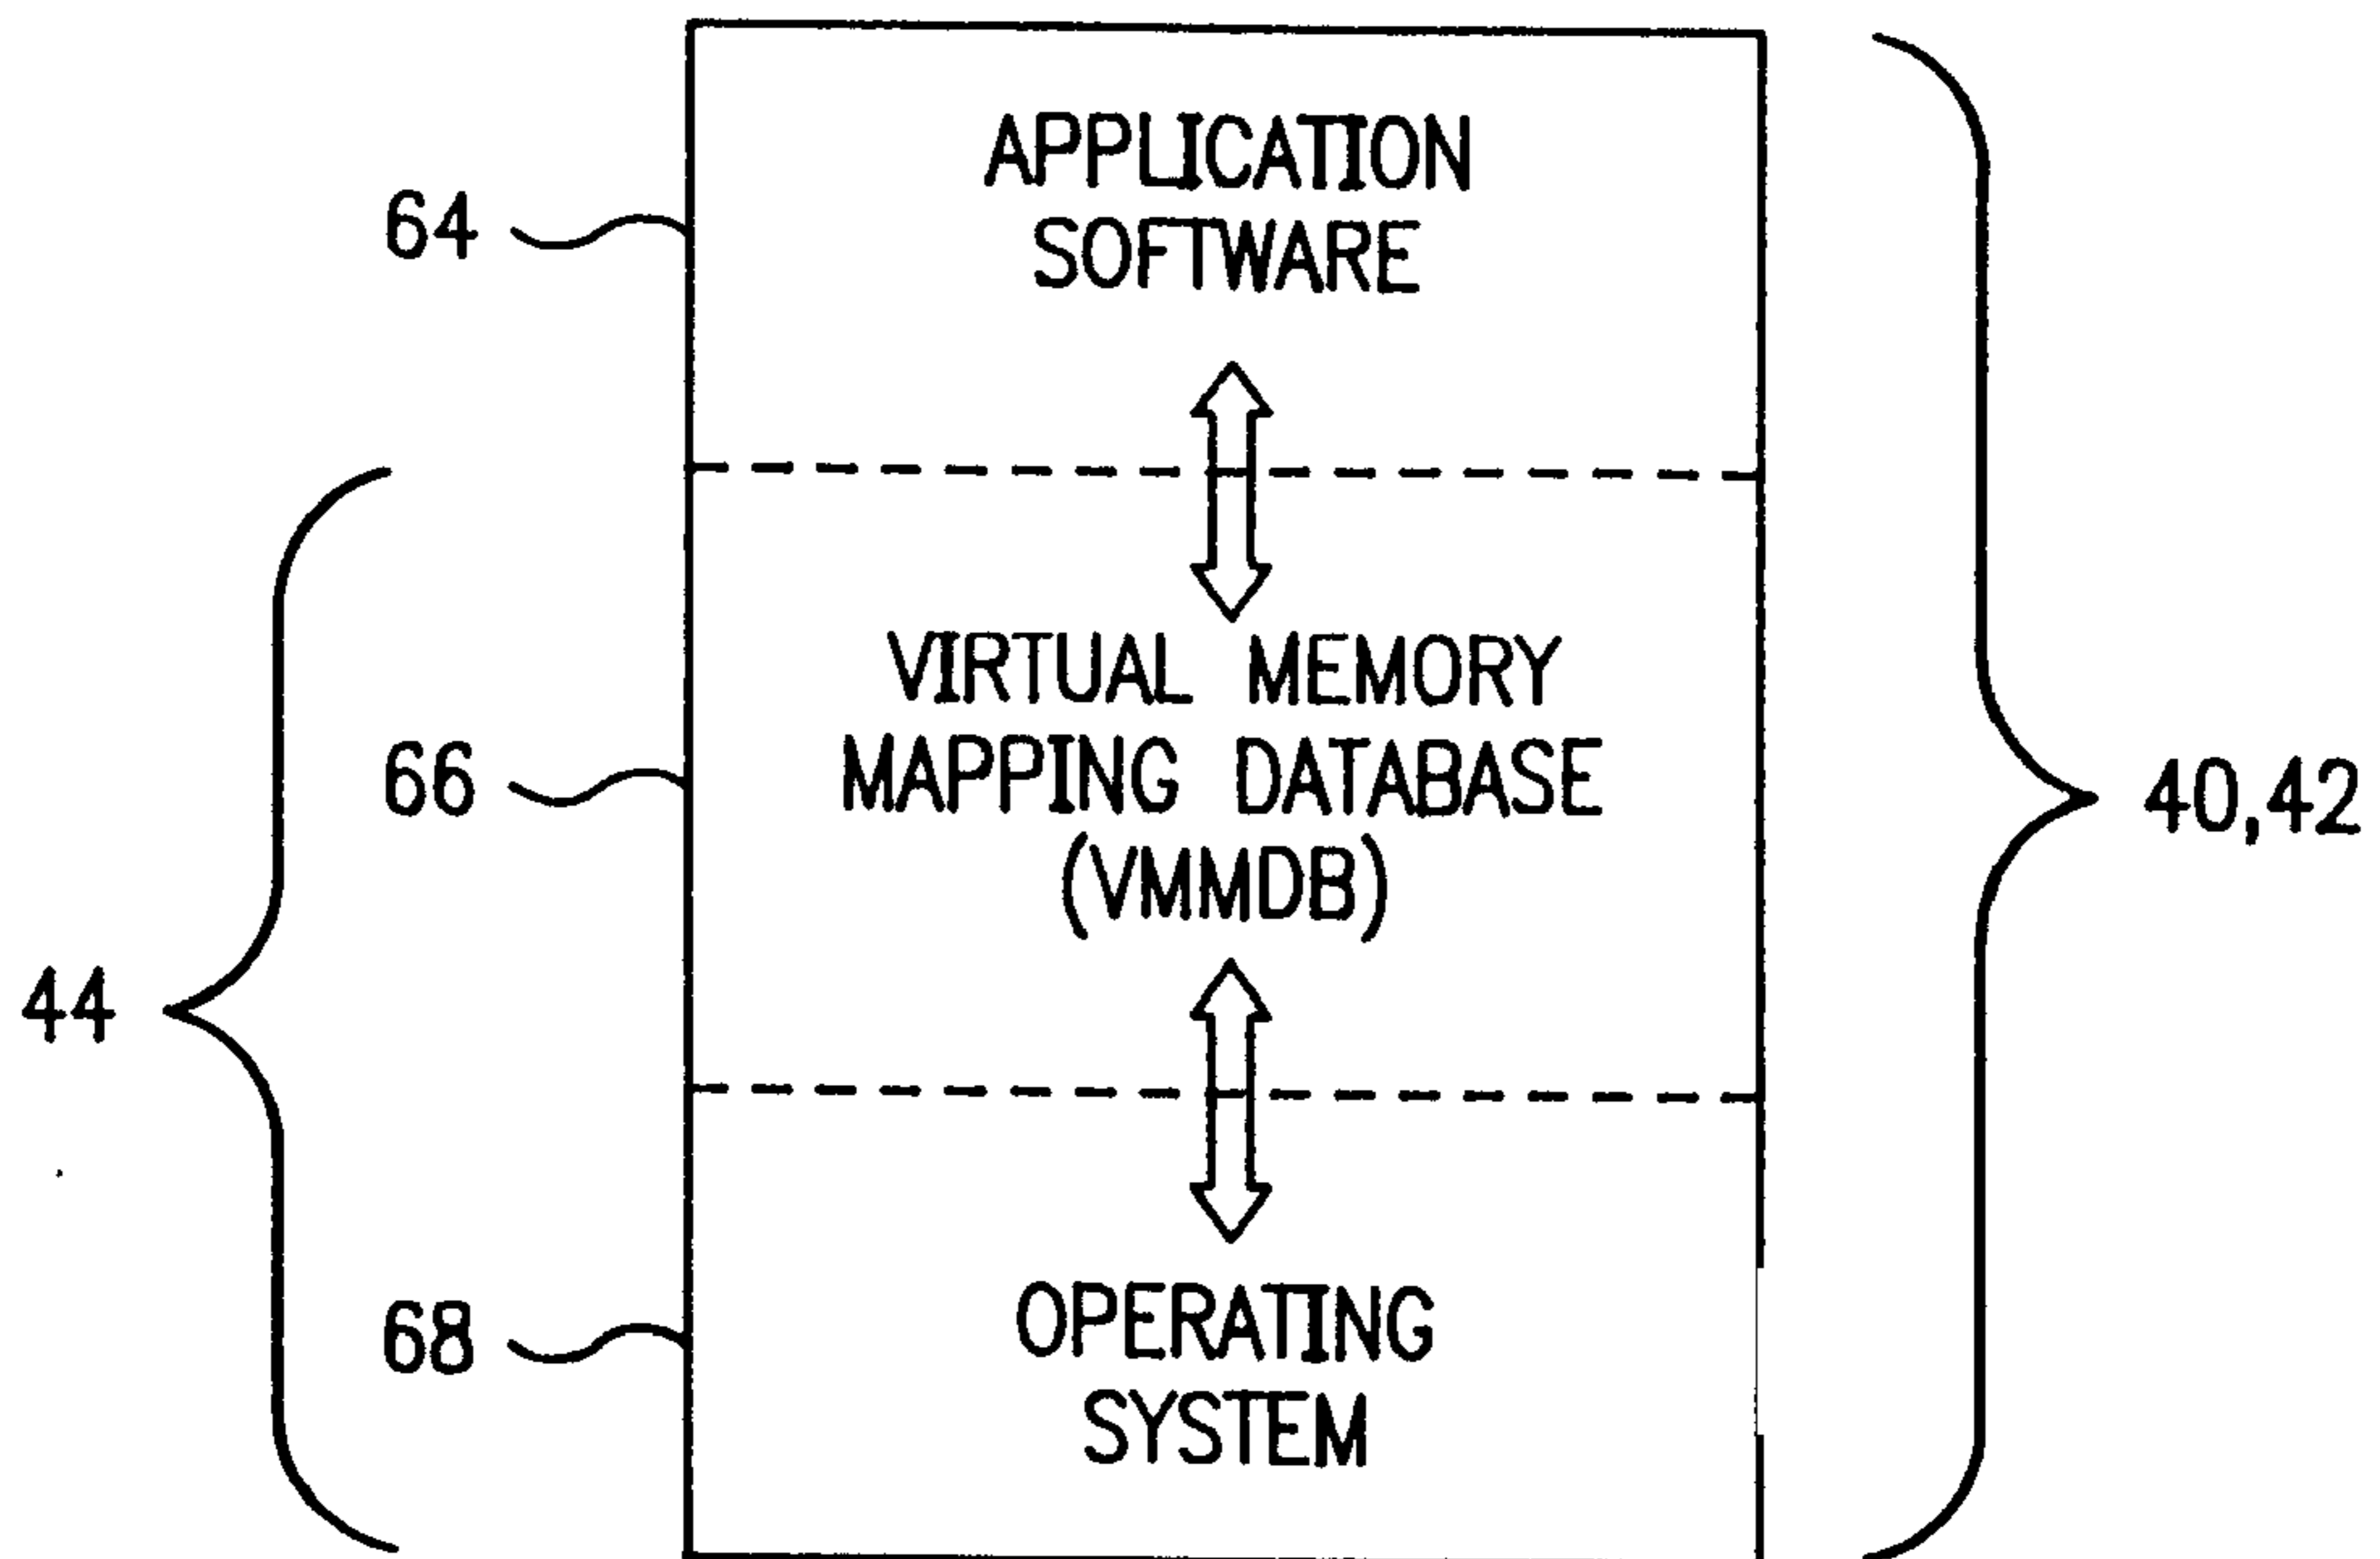 APPLICATION
SOFTWARE
64
VIRTUAL MEMORY
MAPPING DATABASE
(VMMDB)
66
40,42
44
OPERATING
SYSTEM
68